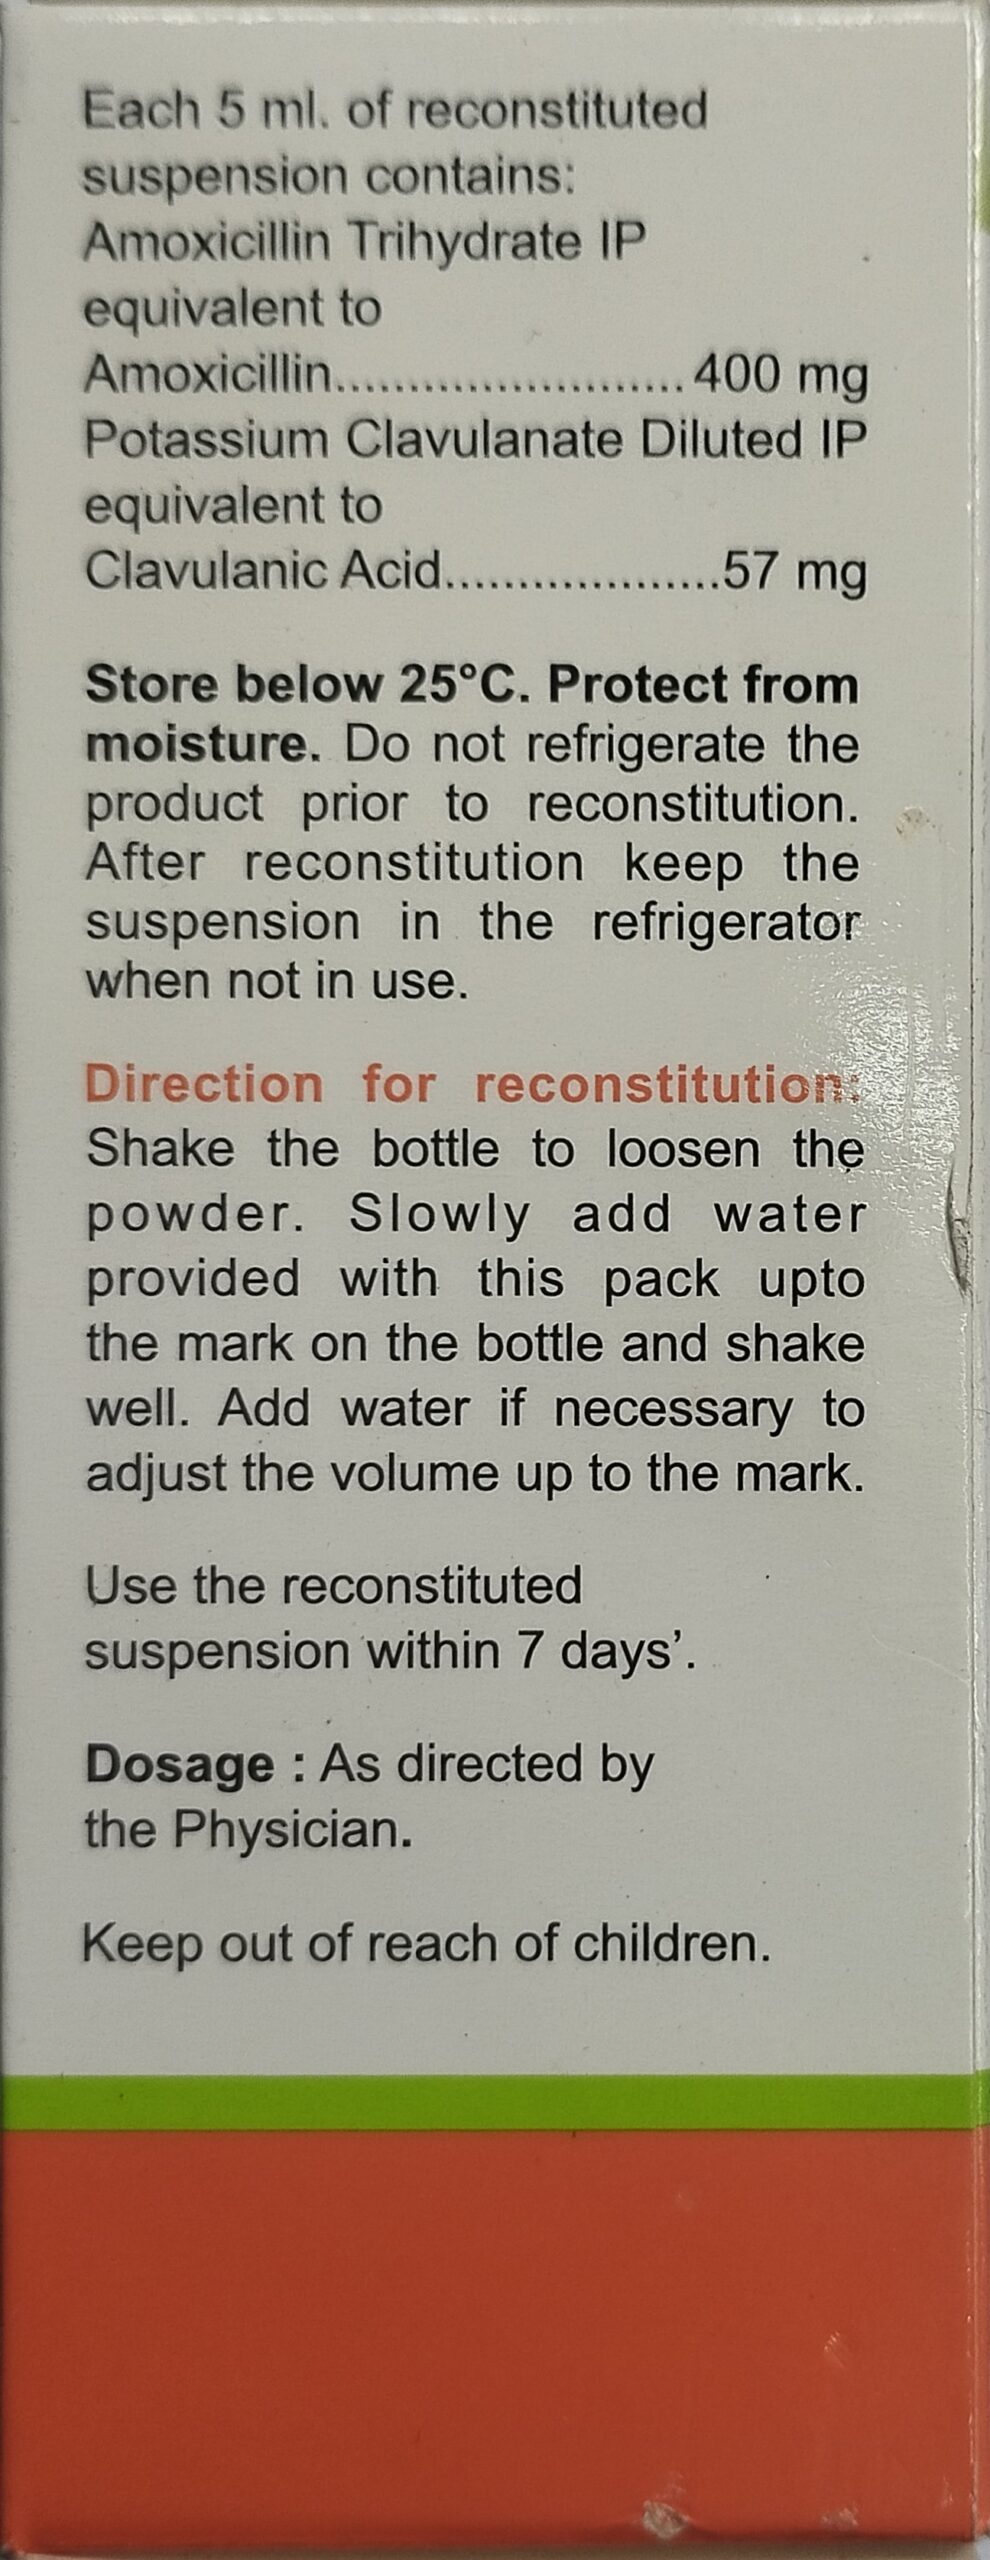 Each 5 ml. of reconstituted
suspension contains:
Amoxicillin Trihydrate IP
equivalent to
Amoxicillin........................ 400 mg
Potassium Clavulanate Diluted IP
equivalent to
Clavulanic Acid...................57 mg
Store below 25°C. Protect from
moisture. Do not refrigerate the
product prior to reconstitution.
After reconstitution keep the
suspension in the refrigerator
when not in use.
Direction for reconstitution:
Shake the bottle to loosen the
powder. Slowly add water
provided with this pack upto
the mark on the bottle and shake
well. Add water if necessary to
adjust the volume up to the mark.
Use the reconstituted
suspension within 7 days’.
Dosage : As directed by
the Physician.
Keep out of reach of children.